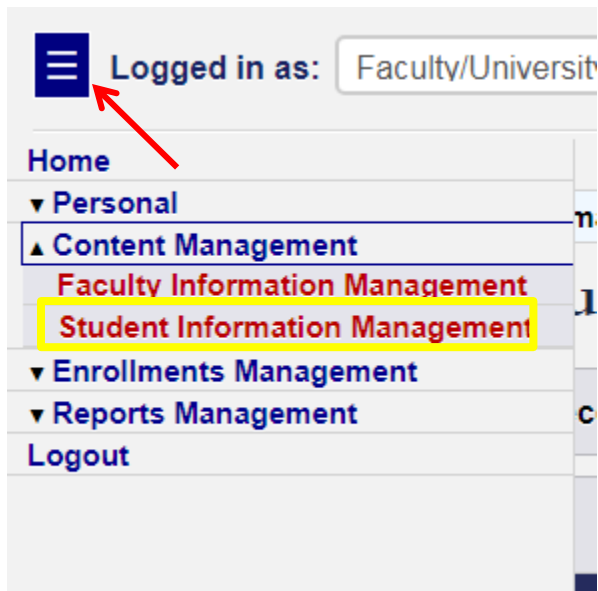 ☰ Logged in as: Faculty/University
Home
▼ Personal
▲ Content Management
Faculty Information Management
Student Information Management
▼ Enrollments Management
▼ Reports Management
Logout